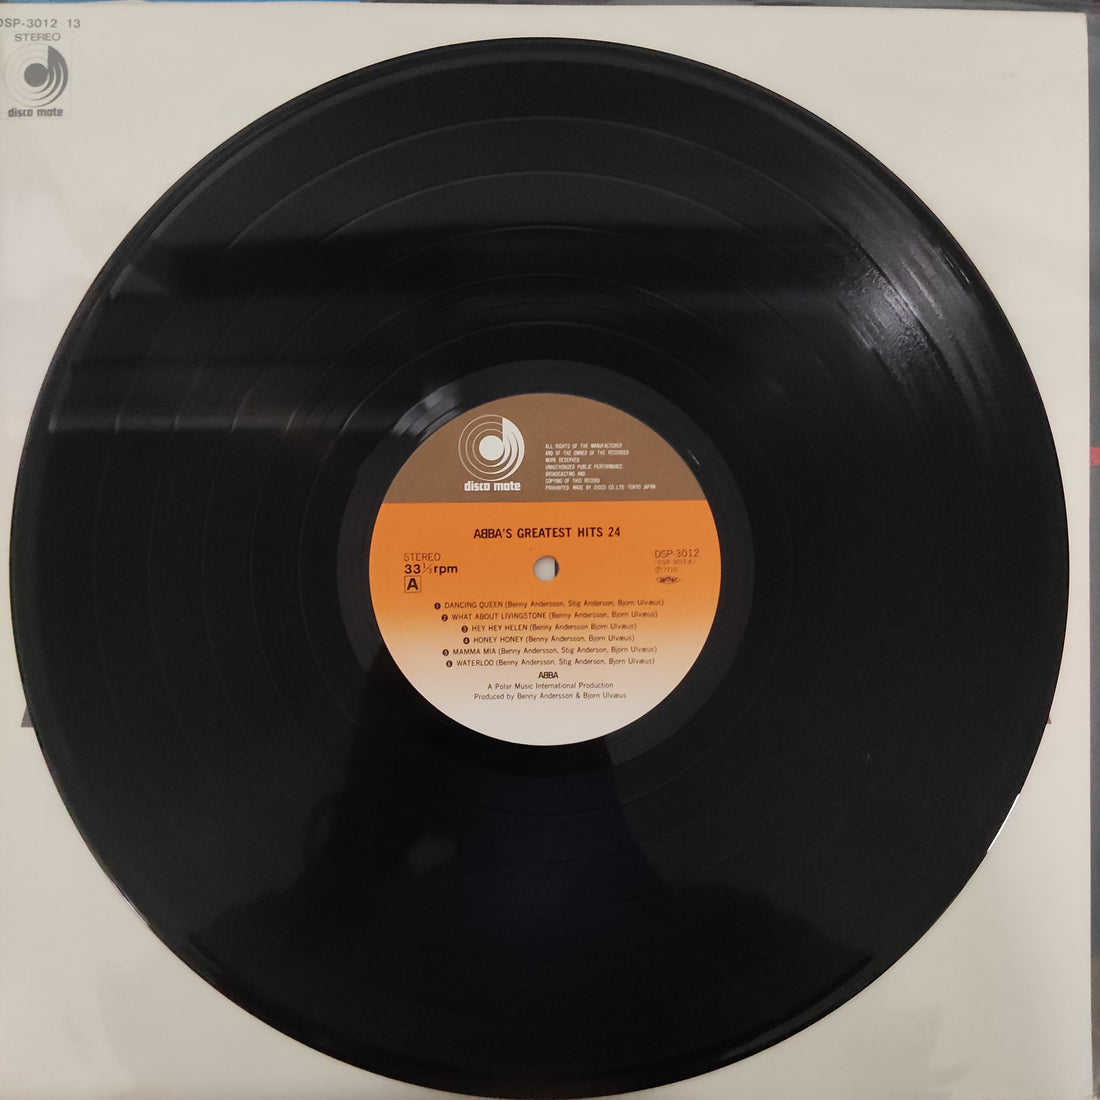 DSP-3012 13
STEREO
disco mate
disco mate
ALL RIGHTS OF THE MANUFACTURER
AND OF THE OWNER OF THE RECORDED
WORK RESERVED
UNAUTHORIZED PUBLIC PERFORMANCE.
BROADCASTING AND
COPYING OF THIS RECORD
PROHIBITED. MADE BY DISCO CO.,LTD. TOKYO JAPAN
ABBA'S GREATEST HITS 24
STEREO
33⅓rpm
A
DSP-3012
(DSP 3012 A)
1 DANCING QUEEN (Benny Andersson, Stig Anderson, Bjorn Ulvæus)
2 WHAT ABOUT LIVINGSTONE (Benny Andersson, Bjorn Ulvæus)
3 HEY HEY HELEN (Benny Andersson Bjorn Ulvæus)
4 HONEY HONEY (Benny Andersson, Bjorn Ulvæus)
5 MAMMA MIA (Benny Andersson, Stig Anderson, Bjorn Ulvæus)
6 WATERLOO (Benny Andersson, Stig Anderson, Bjorn Ulvæus)
ABBA
A Polar Music International Production
Produced by Benny Andersson & Bjorn Ulvæus